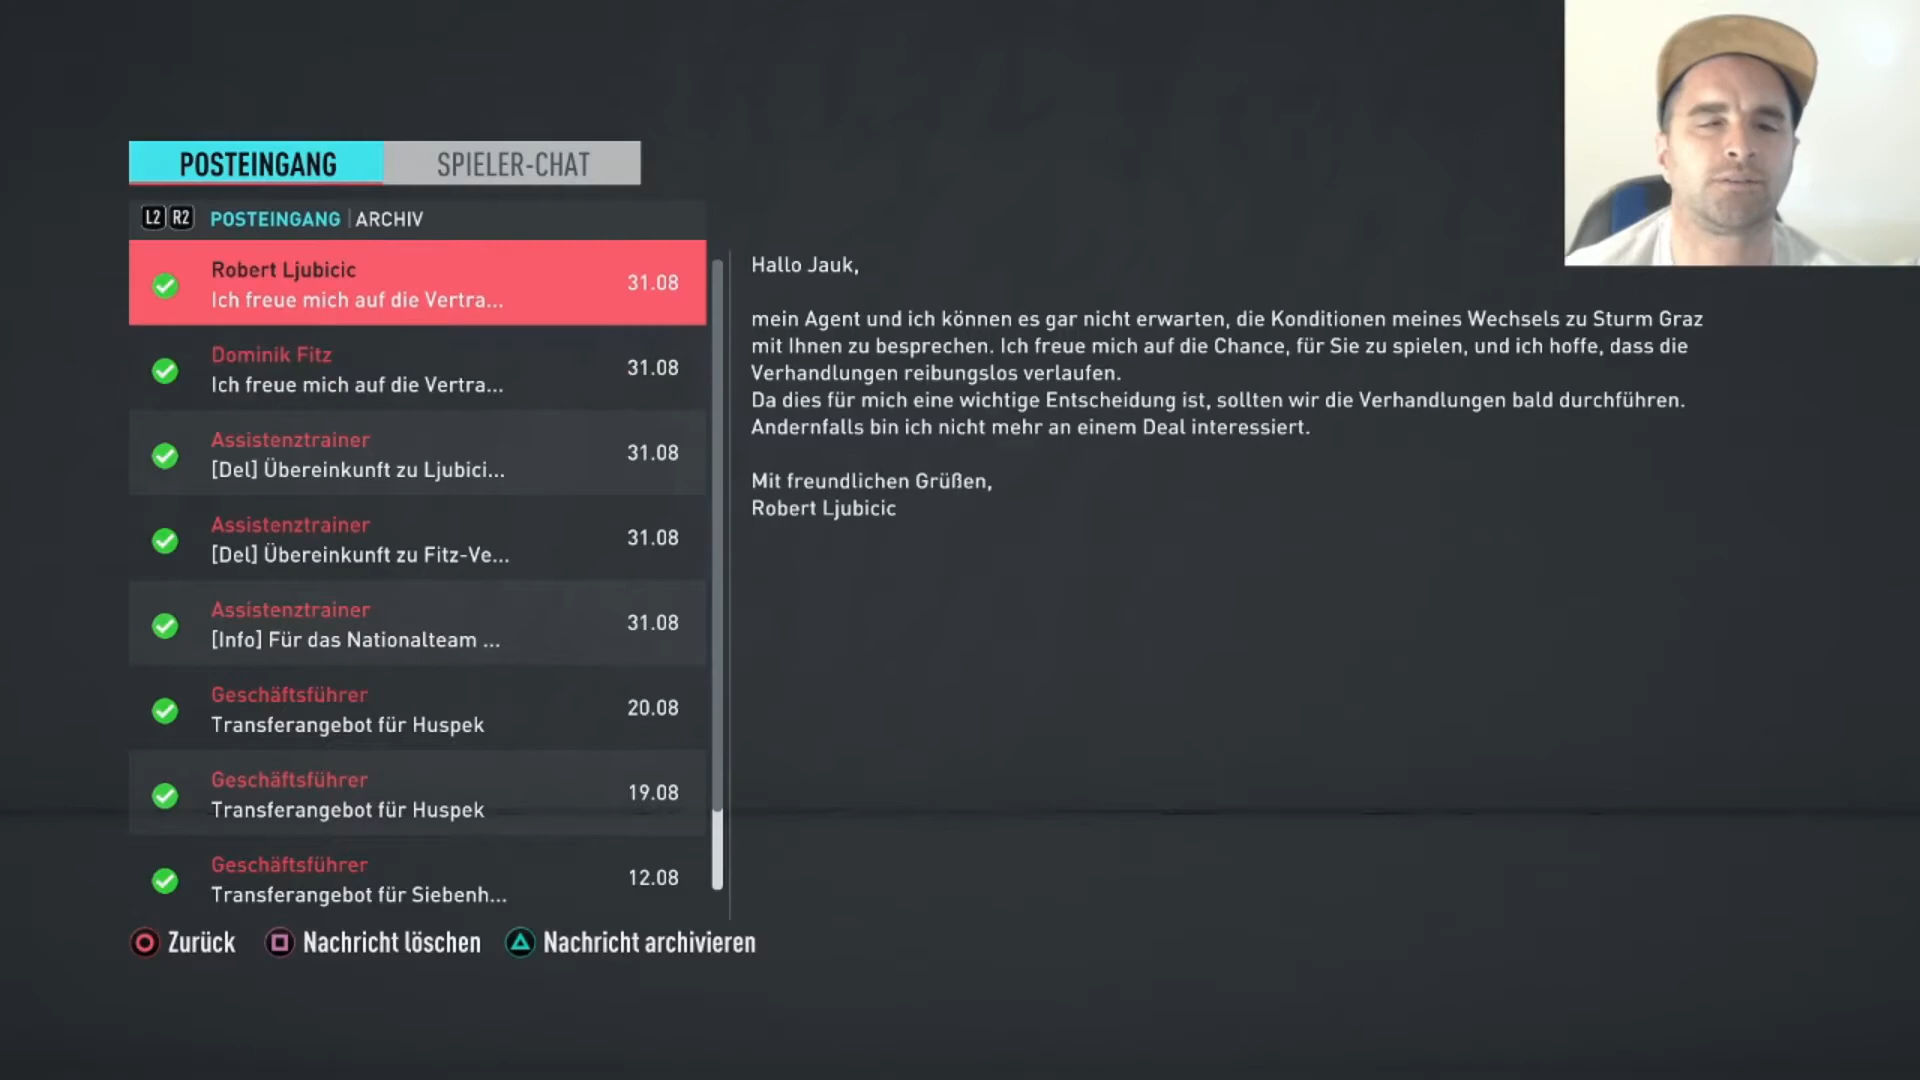 POSTEINGANG SPIELER-CHAT
L2 R2 POSTEINGANG | ARCHIV
Robert Ljubicic
Ich freue mich auf die Vertra... 31.08
Dominik Fitz
Ich freue mich auf die Vertra... 31.08
Assistenztrainer
[Del] Übereinkunft zu Ljubici... 31.08
Assistenztrainer
[Del] Übereinkunft zu Fitz-Ve... 31.08
Assistenztrainer
[Info] Für das Nationalteam ... 31.08
Geschäftsführer
Transferangebot für Huspek 20.08
Geschäftsführer
Transferangebot für Huspek 19.08
Geschäftsführer
Transferangebot für Siebenh... 12.08
Hallo Jauk,
mein Agent und ich können es gar nicht erwarten, die Konditionen meines Wechsels zu Sturm Graz
mit Ihnen zu besprechen. Ich freue mich auf die Chance, für Sie zu spielen, und ich hoffe, dass die
Verhandlungen reibungslos verlaufen.
Da dies für mich eine wichtige Entscheidung ist, sollten wir die Verhandlungen bald durchführen.
Andernfalls bin ich nicht mehr an einem Deal interessiert.
Mit freundlichen Grüßen,
Robert Ljubicic
Zurück Nachricht löschen Nachricht archivieren